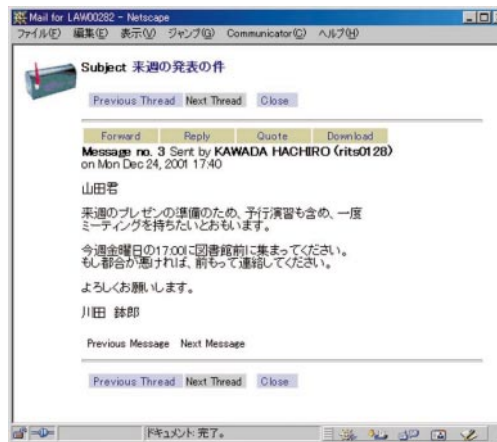 Mail for LAW00282 - Netscape
ファイル(F) 編集(E) 表示(V) ジャンプ(G) Communicator(C) ヘルプ(H)
Subject 来週の発表の件
Previous Thread Next Thread Close
Forward Reply Quote Download
Message no. 3 Sent by KAWADA HACHIRO (rits0128)
on Mon Dec 24, 2001 17:40
山田君
来週のプレゼンの準備のため、予行演習も含め、一度
ミーティングを持ちたいとおもいます。
今週金曜日の17:00に図書館前に集まってください。
もし都合が悪ければ、前もって連絡してください。
よろしくお願いします。
川田 鉢郎
Previous Message Next Message
Previous Thread Next Thread Close
ドキュメント: 完了。